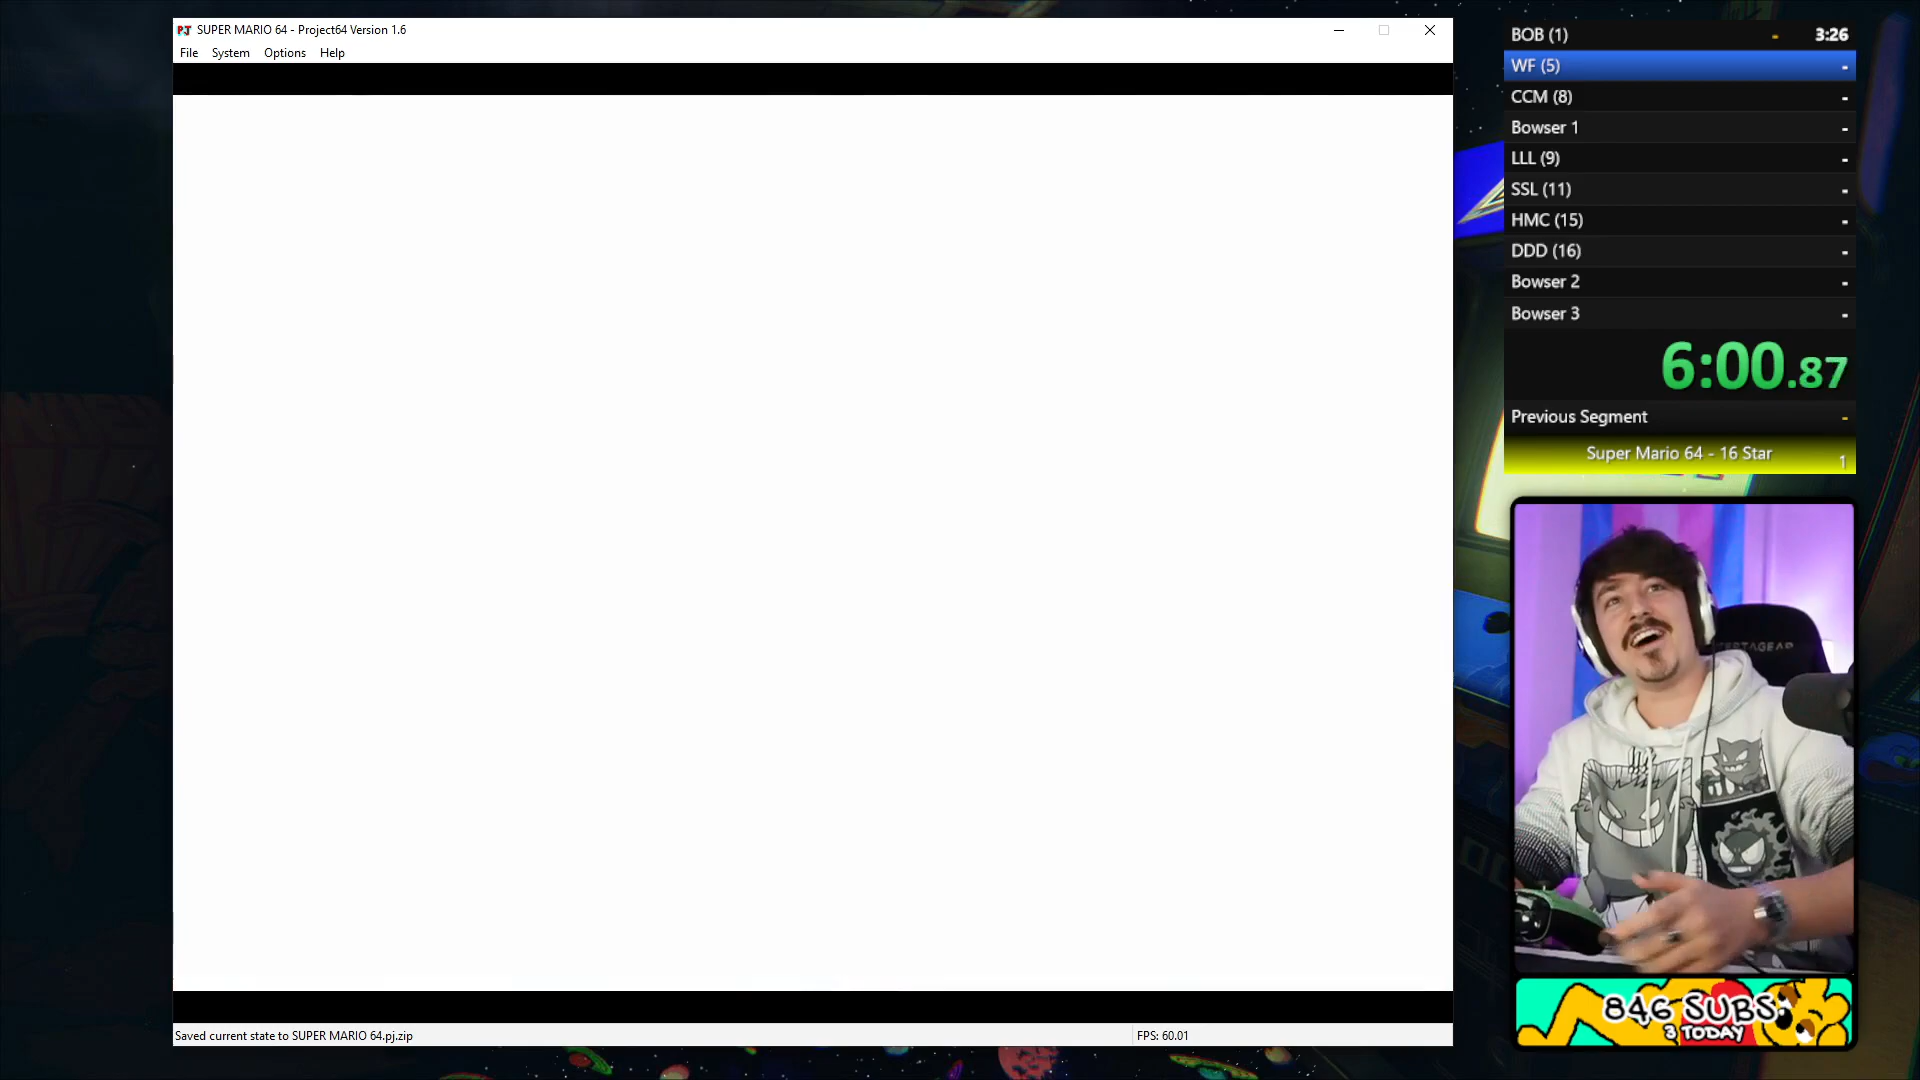 SUPER MARIO 64 - Project64 Version 1.6
File System Options Help
Saved current state to SUPER MARIO 64.pj.zip
FPS: 60.01
BOB (1) - 3:26
WF (5) -
CCM (8) -
Bowser 1 -
LLL (9) -
SSL (11) -
HMC (15) -
DDD (16) -
Bowser 2 -
Bowser 3 -
6:00.87
Previous Segment -
Super Mario 64 - 16 Star
1
846 SUBS
3 TODAY